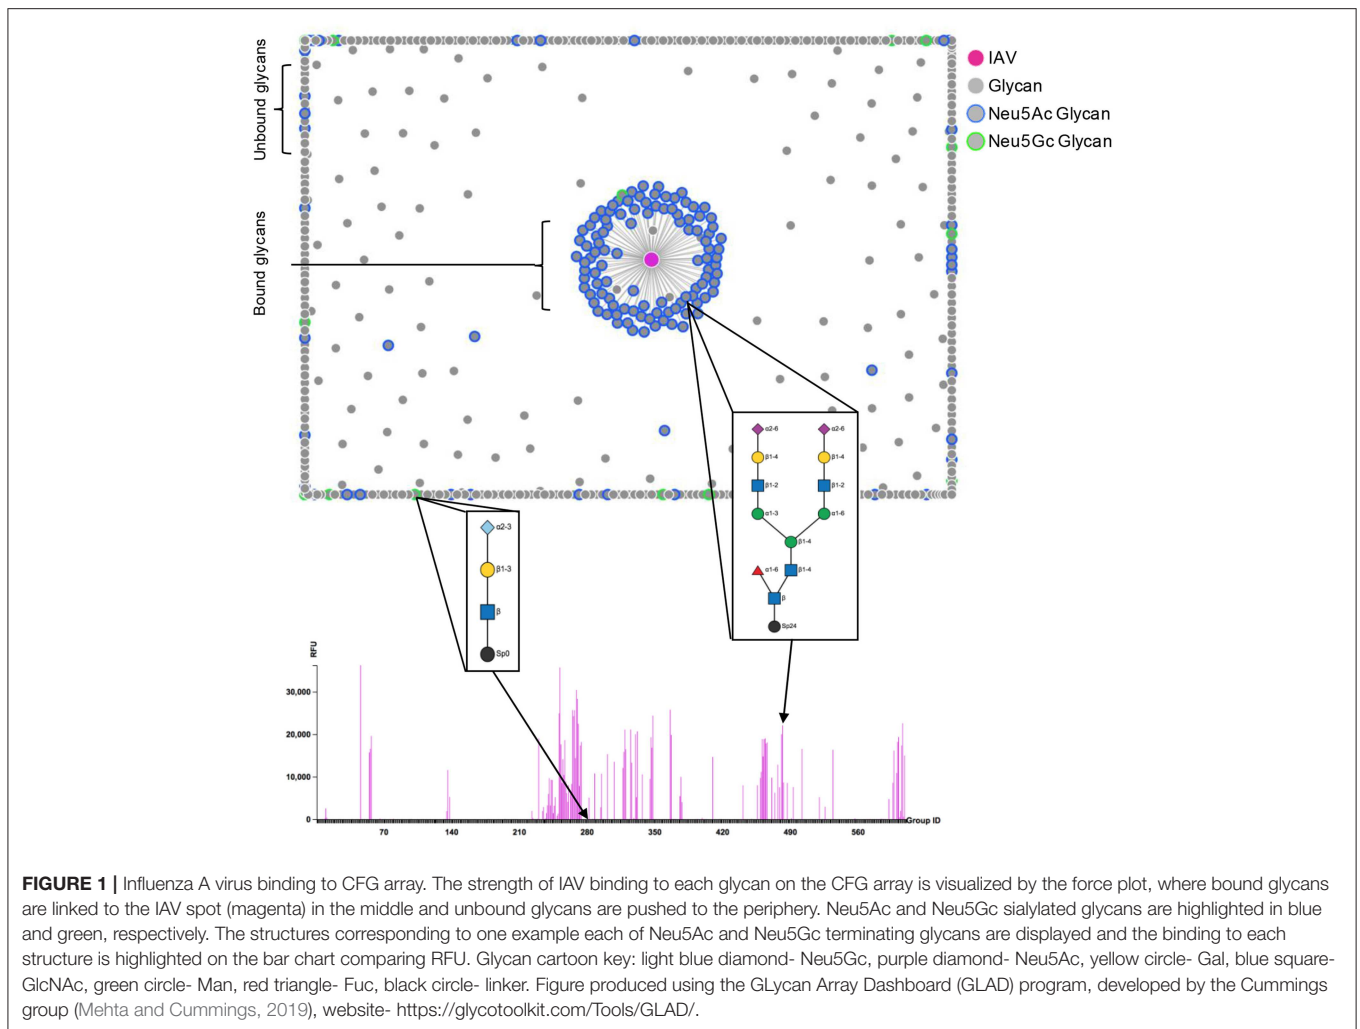 Unbound glycans
Bound glycans
IAV
Glycan
Neu5Ac Glycan
Neu5Gc Glycan
α2-6 α2-6
β1-4 β1-4
β1-2 β1-2
α1-3 α1-6
β1-4
α1-6 β1-4
β
Sp24
α2-3
β1-3
β
Sp0
RFU
30,000
20,000
10,000
0
70 140 210 280 350 420 490 560
Group ID
FIGURE 1 | Influenza A virus binding to CFG array. The strength of IAV binding to each glycan on the CFG array is visualized by the force plot, where bound glycans
are linked to the IAV spot (magenta) in the middle and unbound glycans are pushed to the periphery. Neu5Ac and Neu5Gc sialylated glycans are highlighted in blue
and green, respectively. The structures corresponding to one example each of Neu5Ac and Neu5Gc terminating glycans are displayed and the binding to each
structure is highlighted on the bar chart comparing RFU. Glycan cartoon key: light blue diamond- Neu5Gc, purple diamond- Neu5Ac, yellow circle- Gal, blue square-
GlcNAc, green circle- Man, red triangle- Fuc, black circle- linker. Figure produced using the GLycan Array Dashboard (GLAD) program, developed by the Cummings
group (Mehta and Cummings, 2019), website- https://glycotoolkit.com/Tools/GLAD/.